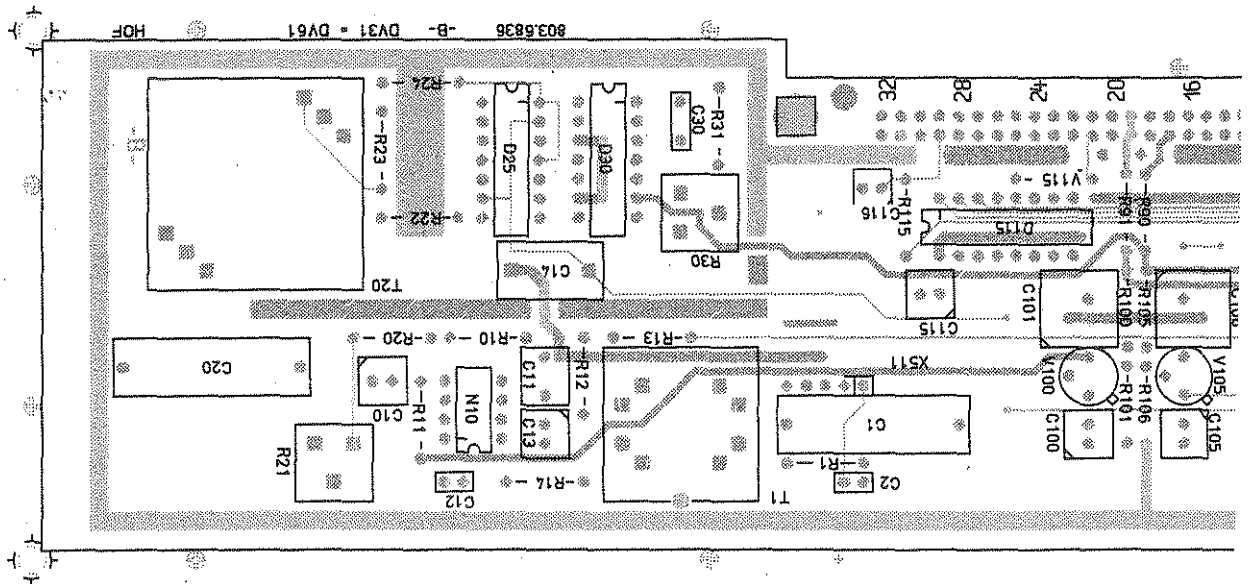 HOF DV61 = DV31 -B- 803.6836
32 28 24 20 16
R24
R23
D25
D30
C30
R31
V115
R91
R90
C116
R115
D115
R22
C14
R30
T20
C115
C101
R100
R105
R20
R10
R13
X511
C20
C10
R11
N10
C11
R12
V100
R101
R106
V105
C13
C1
C100
C105
R21
C12
R14
T1
R1
C2